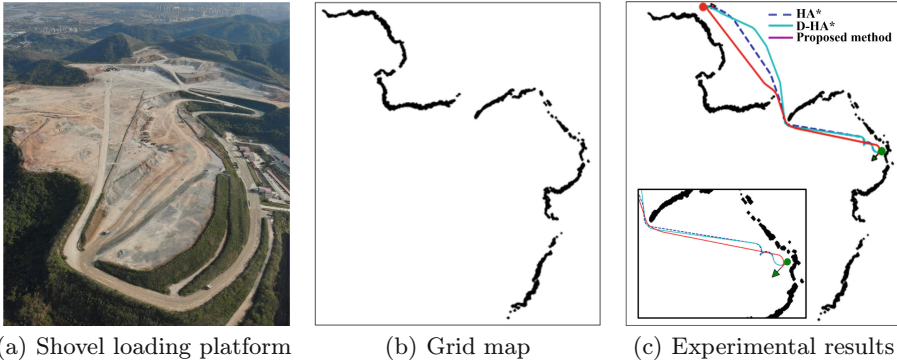 HA*
D-HA*
Proposed method
(a) Shovel loading platform
(b) Grid map
(c) Experimental results